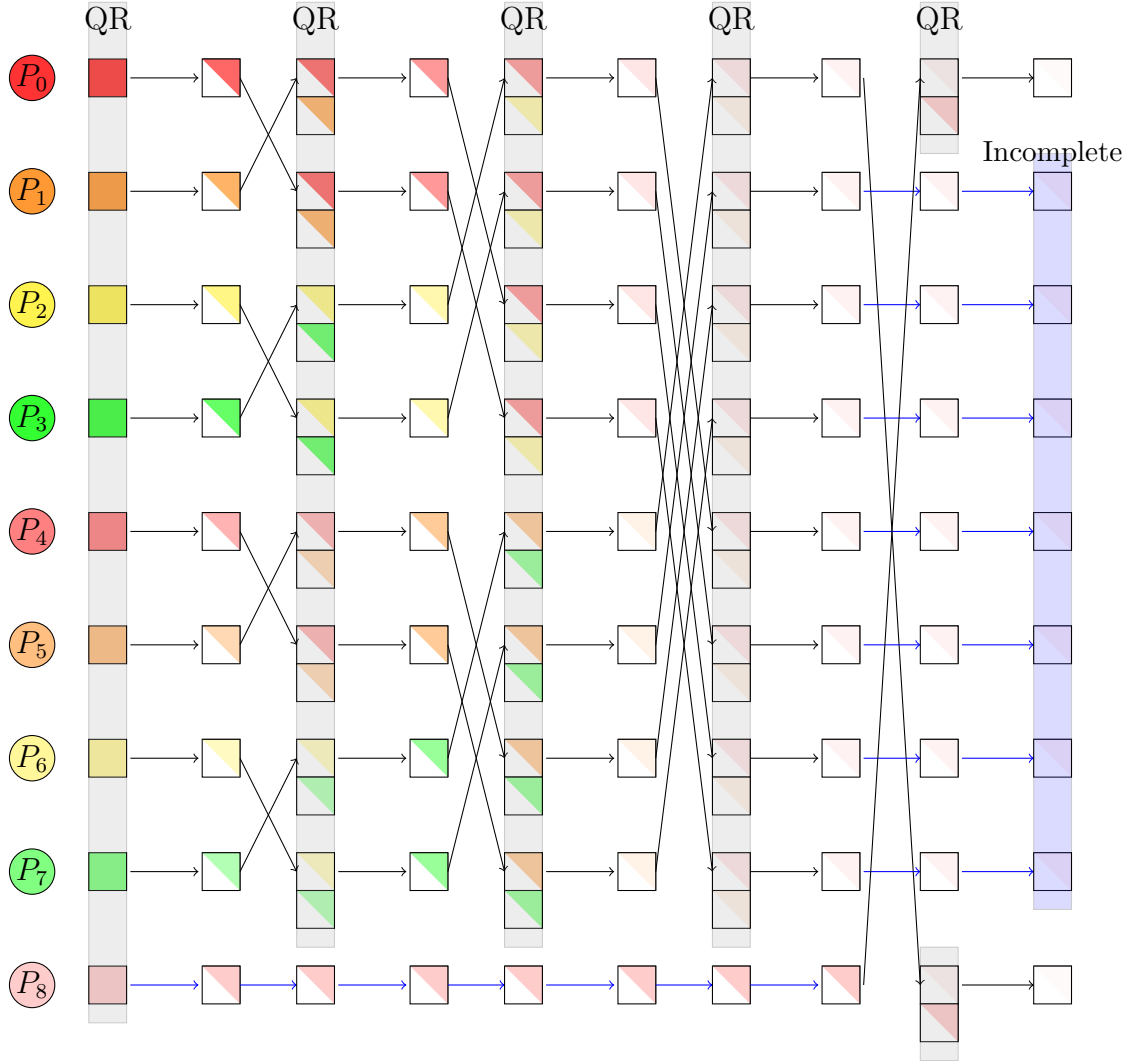 QR QR QR QR QR
P₀
Incomplete
P₁
P₂
P₃
P₄
P₅
P₆
P₇
P₈